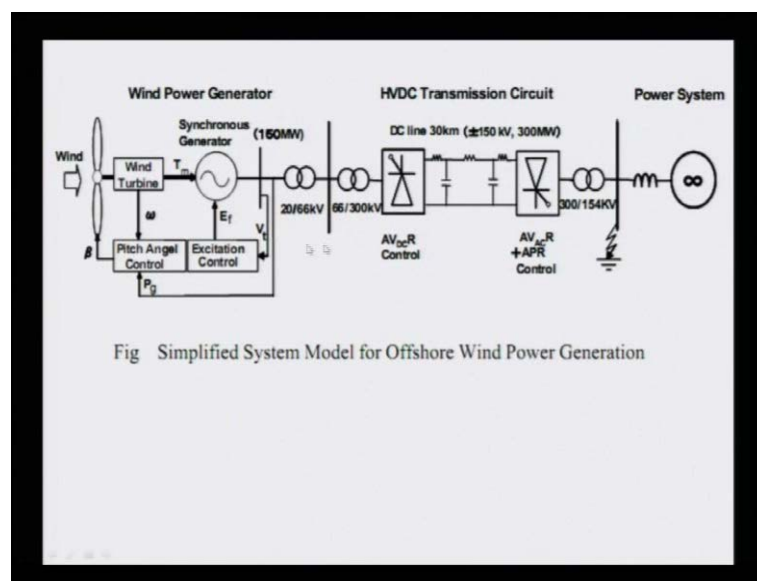 Wind Power Generator
HVDC Transmission Circuit
Power System
Synchronous
Generator
(150MW)
DC line 30km (±150 kV, 300MW)
Wind
Wind
Turbine
Tm
ω
Ef
Vt
20/66kV
66/300kV
300/154KV
∞
β
Pitch Angel
Control
Excitation
Control
Pg
AVDCR
Control
AVACR
+APR
Control
Fig Simplified System Model for Offshore Wind Power Generation